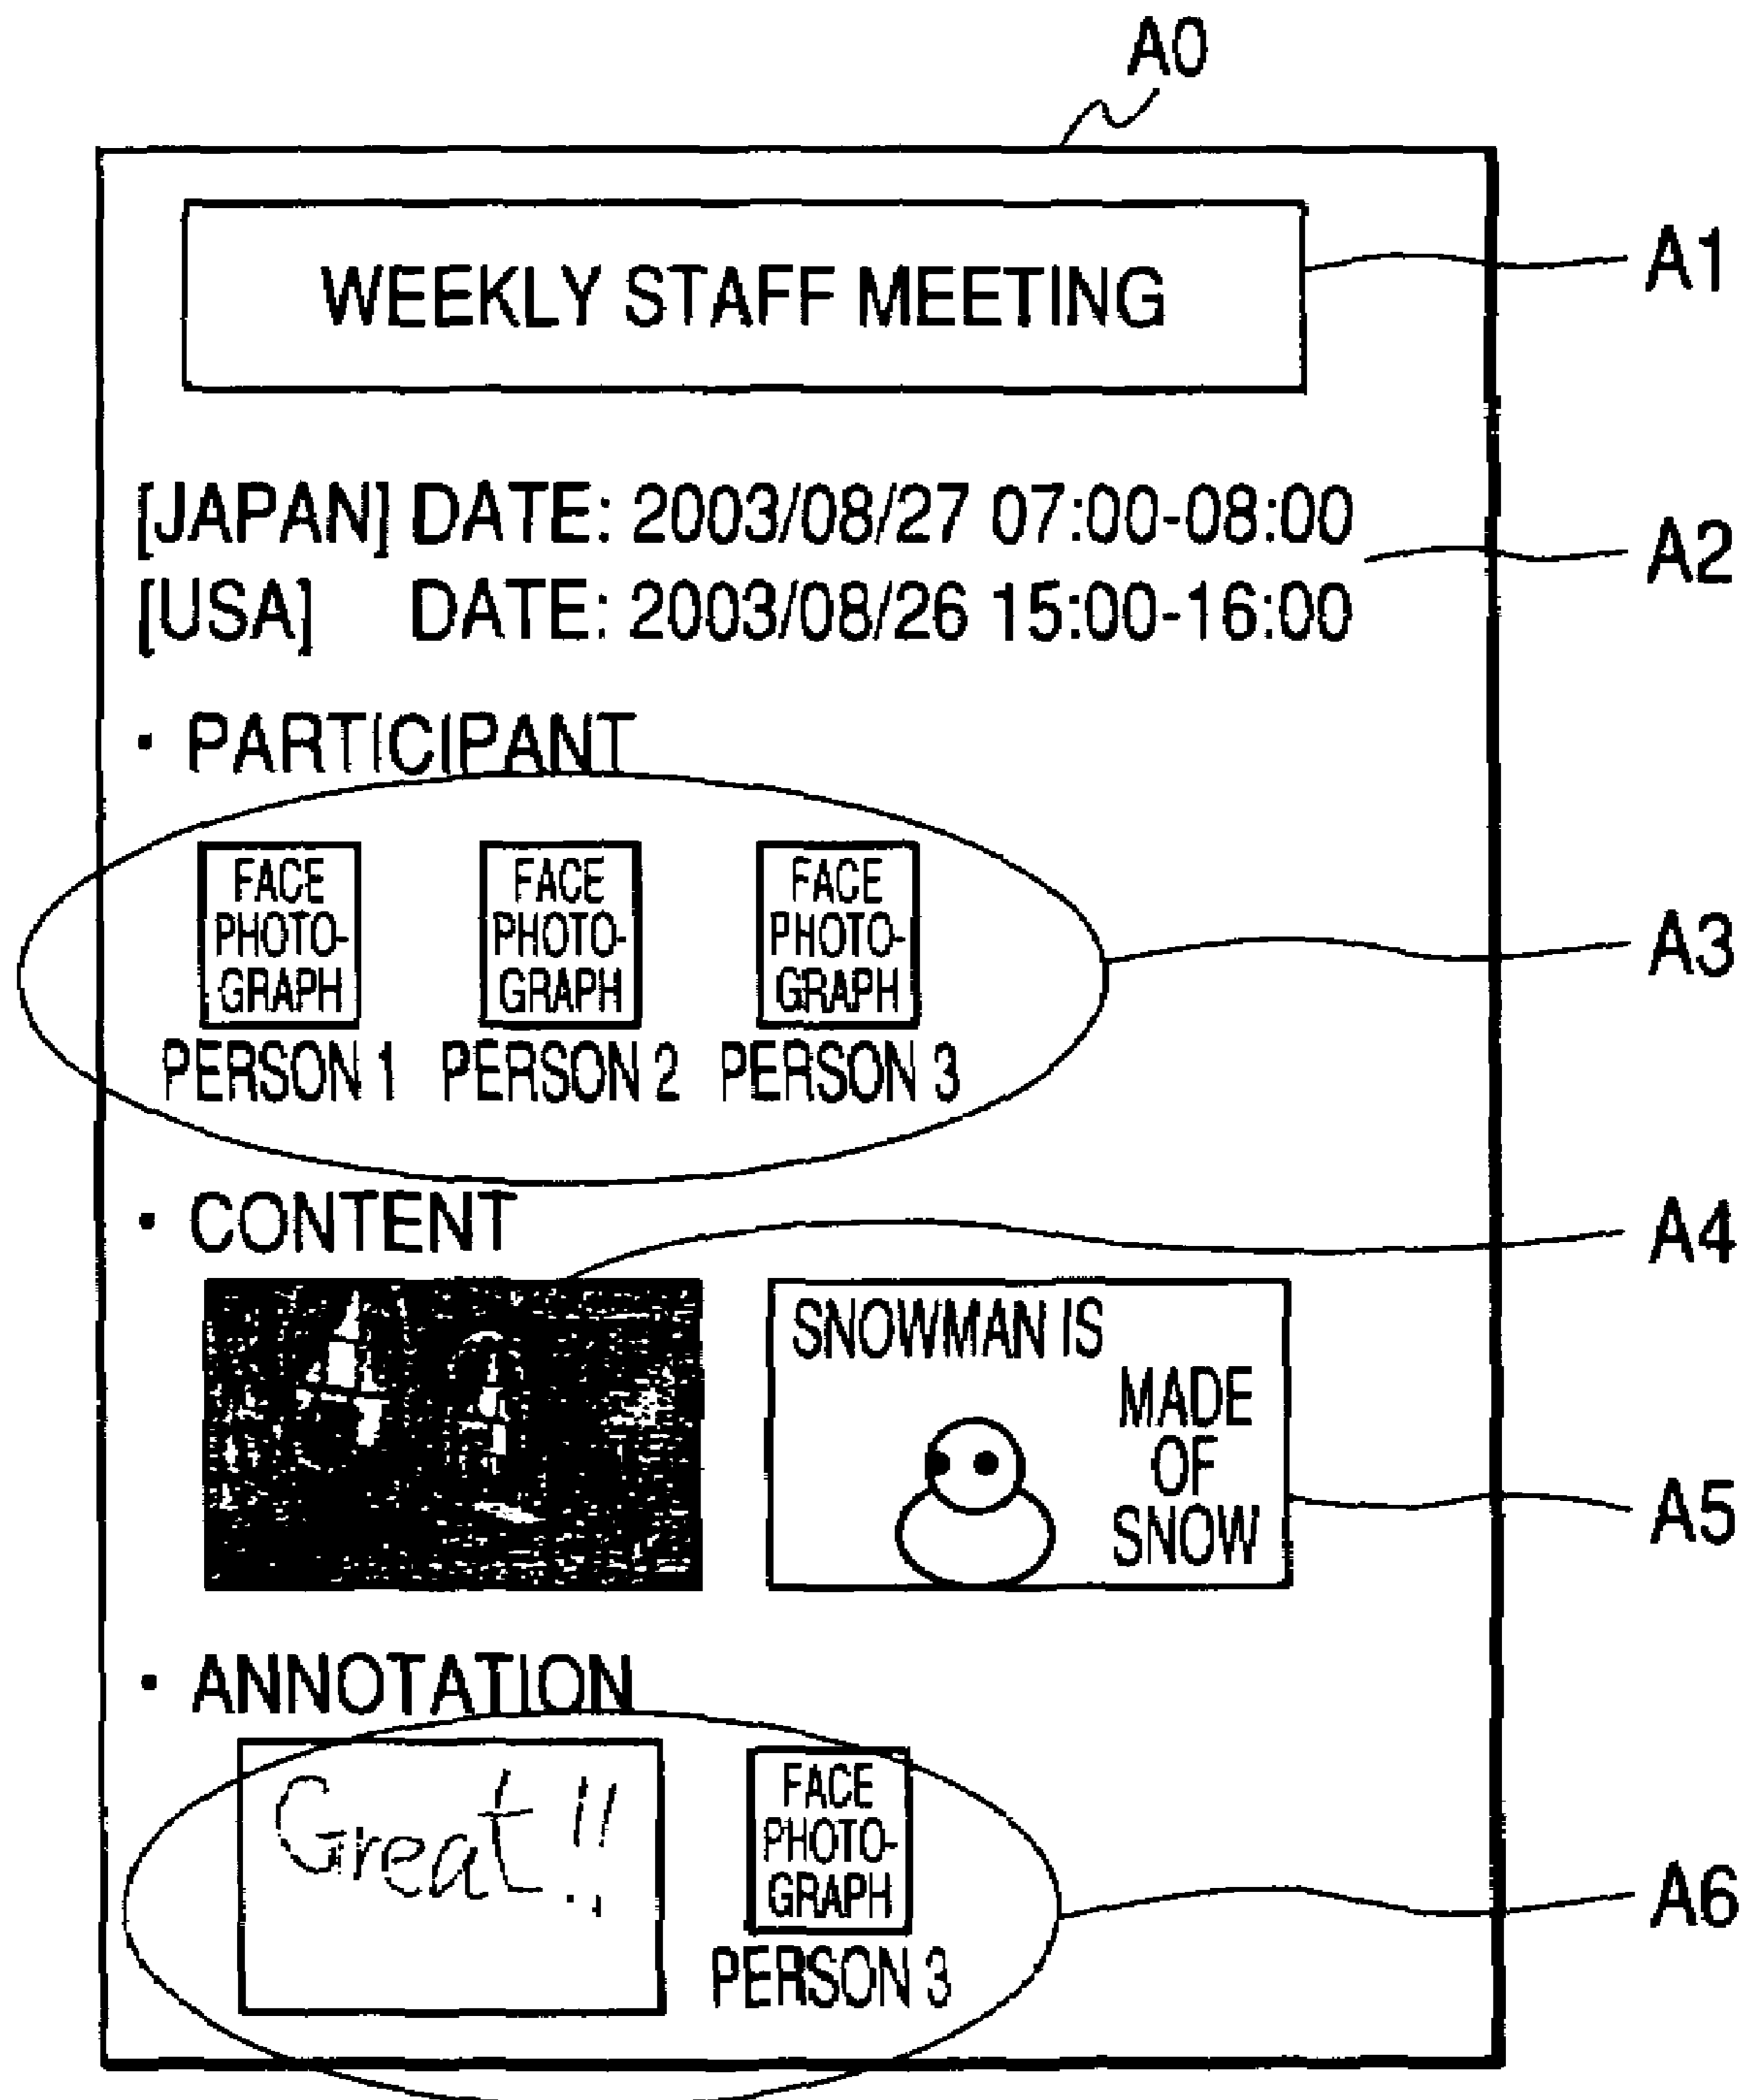 A0
WEEKLY STAFF MEETING
A1
[JAPAN] DATE: 2003/08/27 07:00-08:00
[USA] DATE: 2003/08/26 15:00-16:00
A2
· PARTICIPANT
FACE
PHOTO-
GRAPH
PERSON 1
FACE
PHOTO-
GRAPH
PERSON 2
FACE
PHOTO-
GRAPH
PERSON 3
A3
· CONTENT
A4
SNOWMAN IS
MADE
OF
SNOW
A5
· ANNOTATION
Great!!
FACE
PHOTO-
GRAPH
PERSON 3
A6